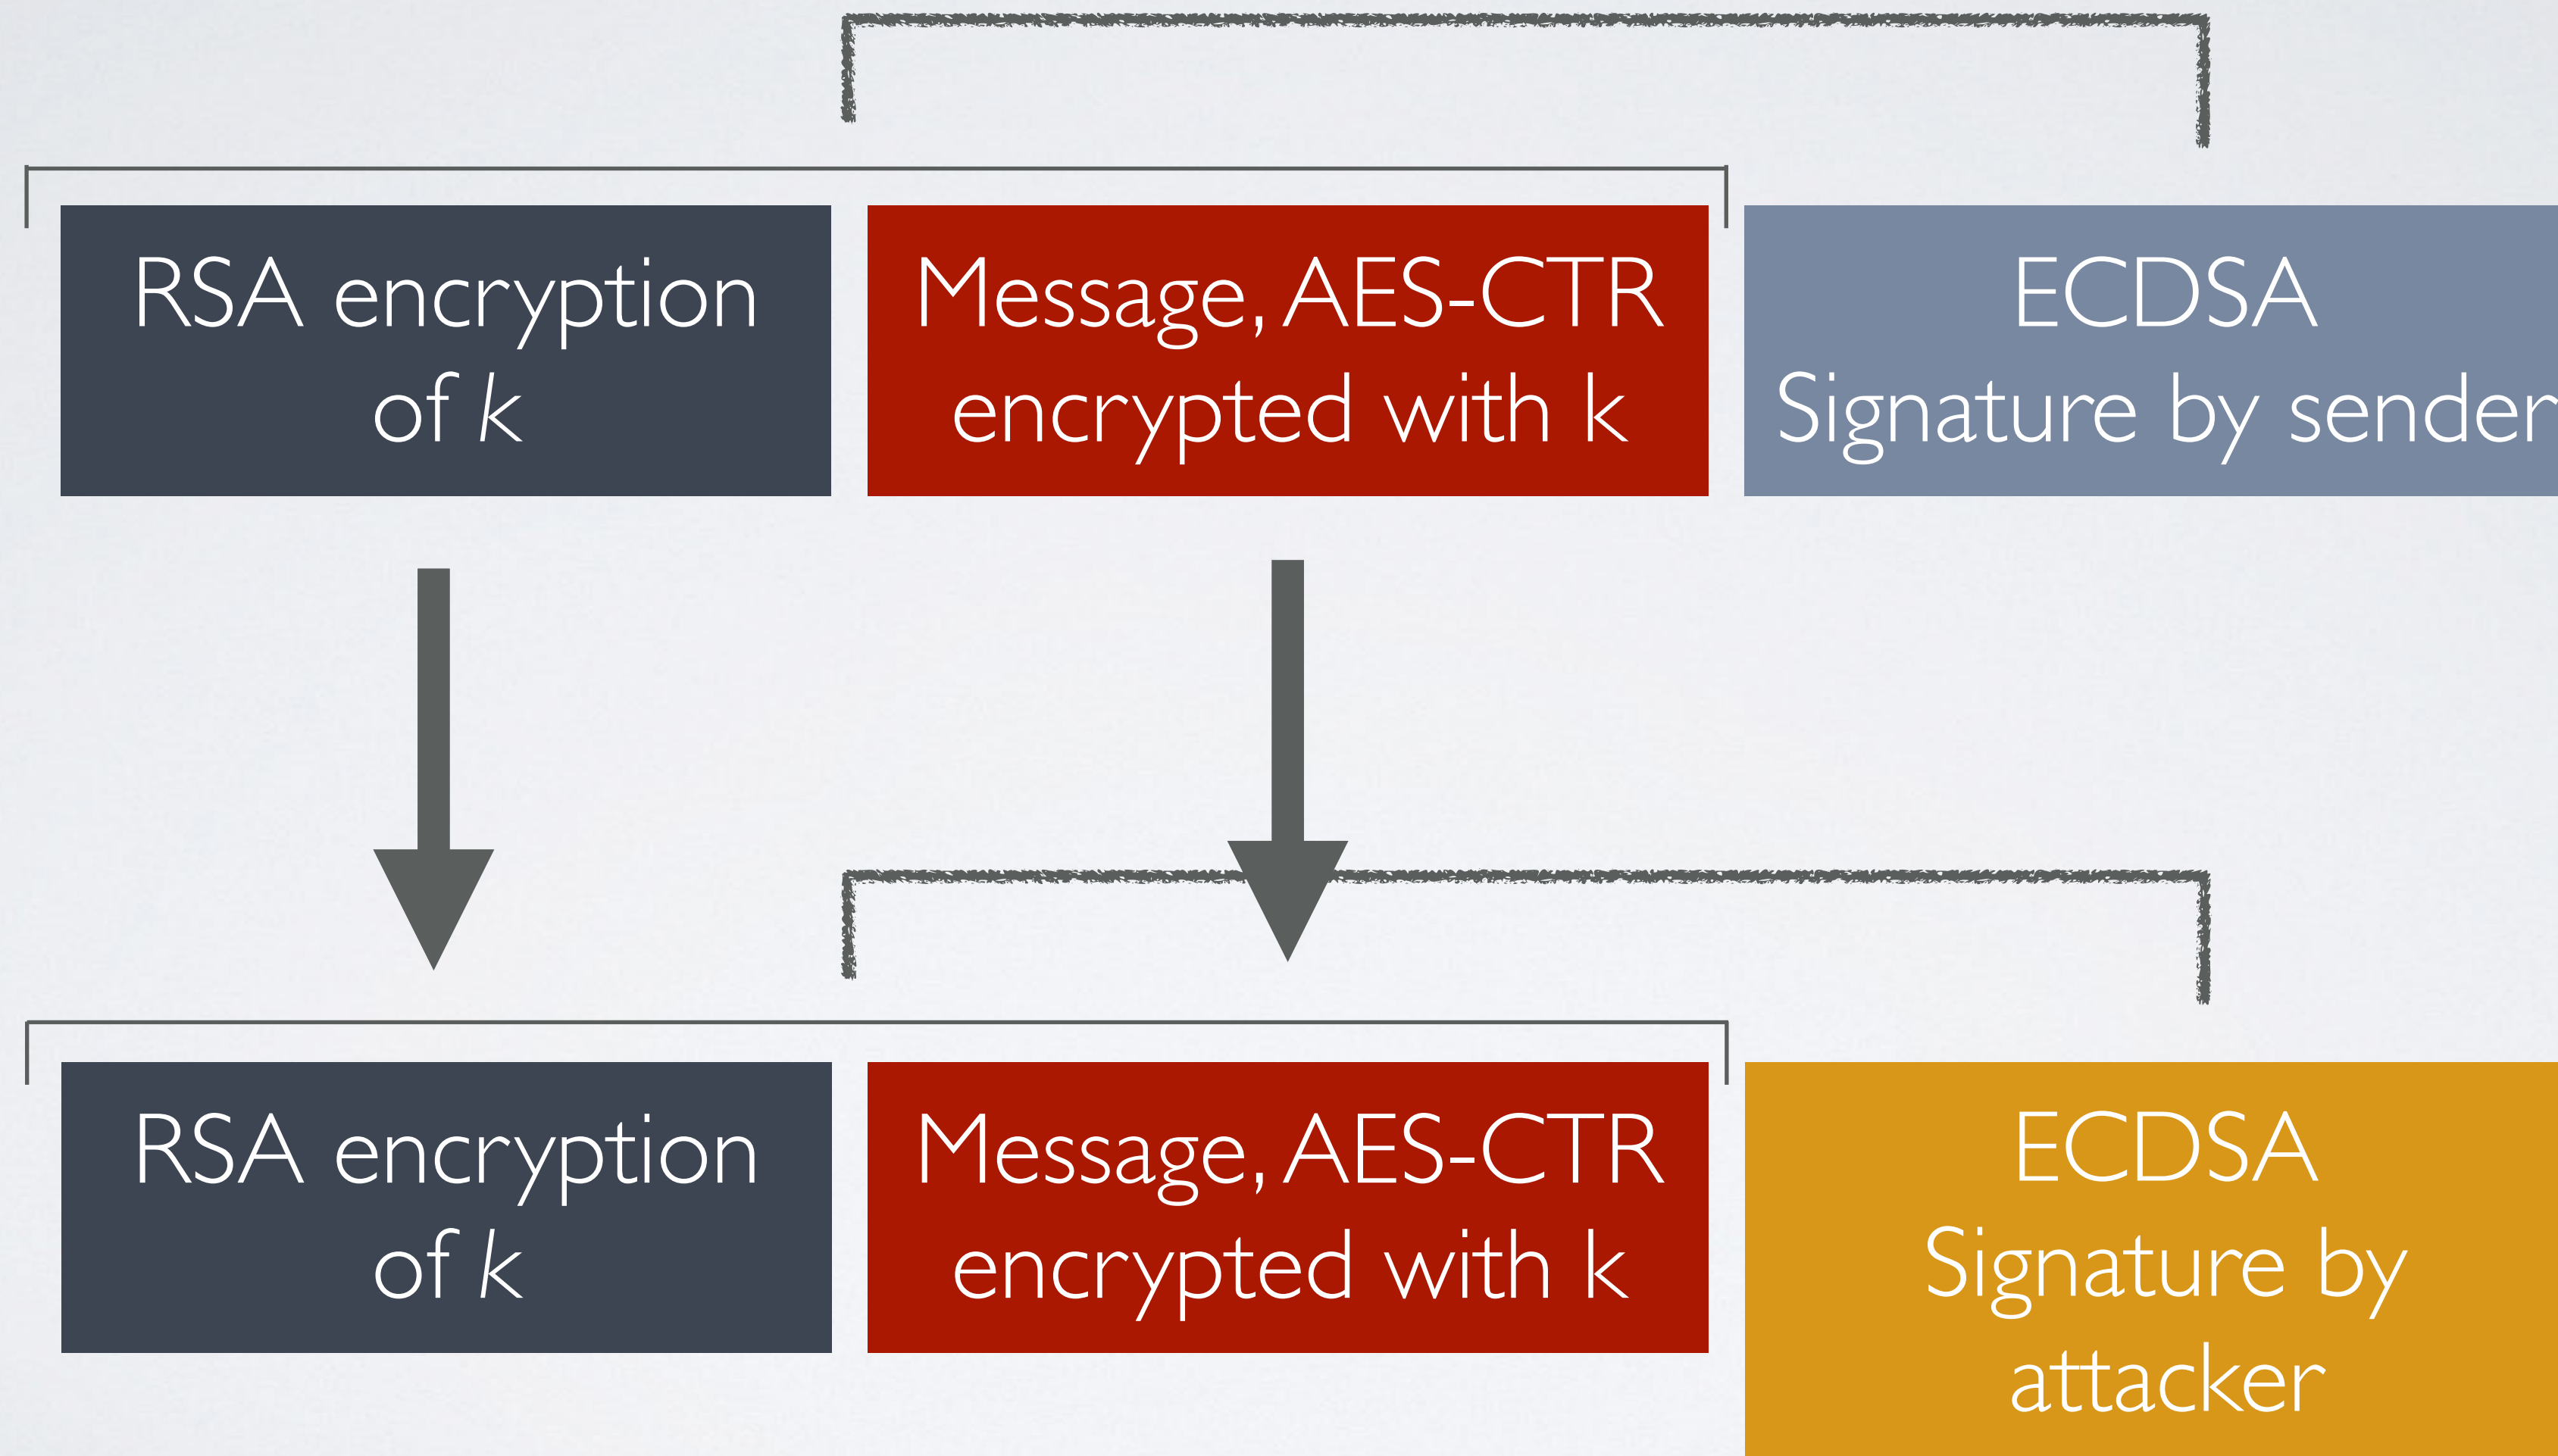 RSA encryption
of k
Message, AES-CTR
encrypted with k
ECDSA
Signature by sender
RSA encryption
of k
Message, AES-CTR
encrypted with k
ECDSA
Signature by
attacker